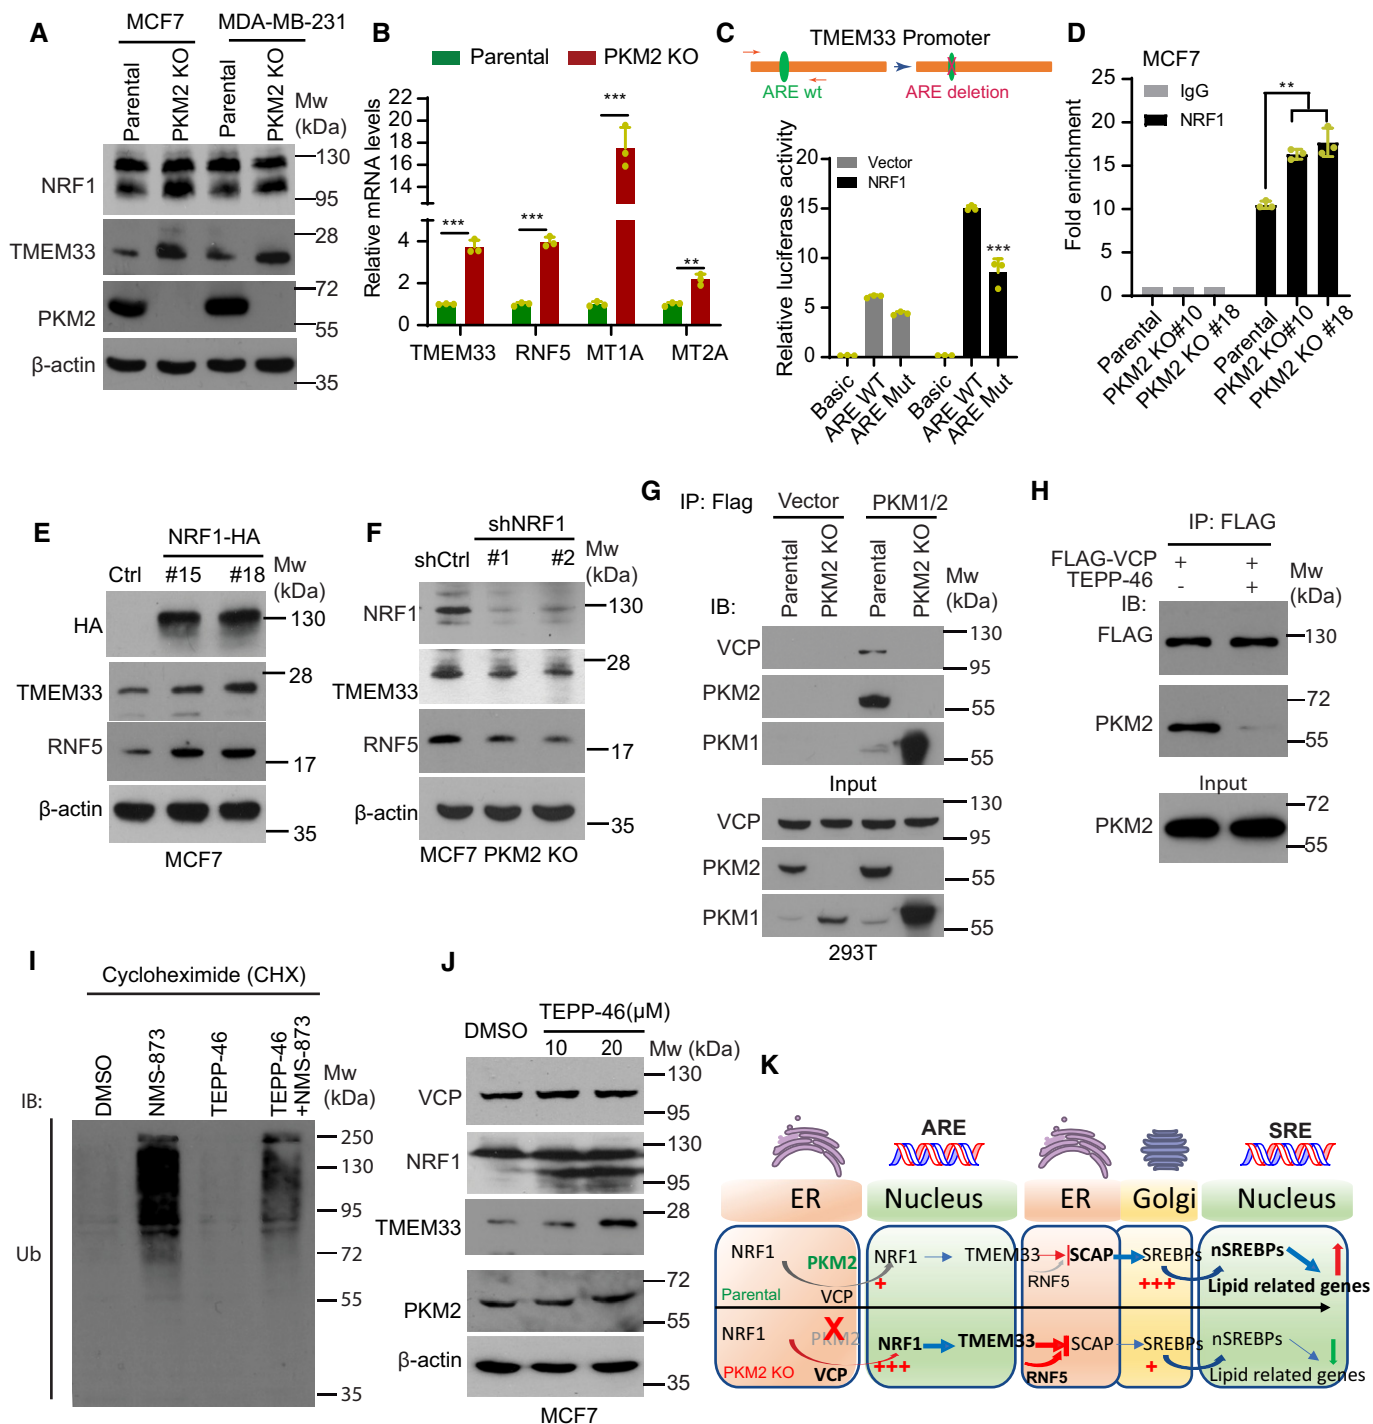 A
MCF7 MDA-MB-231
Parental
PKM2 KO
Parental
PKM2 KO
Mw
(kDa)
NRF1
130
95
TMEM33
28
PKM2
72
55
β-actin
35
B
Parental PKM2 KO
Relative mRNA levels
22
20
18
16
14
4
2
0
***
***
***
**
TMEM33 RNF5 MT1A MT2A
C
TMEM33 Promoter
ARE wt ARE deletion
Relative luciferase activity
20
15
10
5
0
Vector
NRF1
***
Basic
ARE WT
ARE Mut
Basic
ARE WT
ARE Mut
D
MCF7
IgG
NRF1
Fold enrichment
25
20
15
10
5
0
**
Parental
PKM2 KO#10
PKM2 KO #18
Parental
PKM2 KO#10
PKM2 KO #18
E
NRF1-HA
Ctrl #15 #18
Mw
(kDa)
HA
130
TMEM33
28
RNF5
17
β-actin
35
MCF7
F
shNRF1
shCtrl #1 #2
Mw
(kDa)
NRF1
130
TMEM33
28
RNF5
17
β-actin
35
MCF7 PKM2 KO
G
IP: Flag
Vector PKM1/2
Parental
PKM2 KO
Parental
PKM2 KO
Mw
(kDa)
IB:
VCP
130
95
PKM2
55
PKM1
55
Input
VCP
130
95
PKM2
55
PKM1
55
293T
H
IP: FLAG
FLAG-VCP + +
TEPP-46 - +
IB:
Mw
(kDa)
FLAG
130
PKM2
72
55
Input
PKM2
72
55
I
Cycloheximide (CHX)
DMSO
NMS-873
TEPP-46
TEPP-46
+NMS-873
Mw
(kDa)
IB:
Ub
250
130
95
72
55
35
J
TEPP-46(μM)
DMSO
10 20 Mw (kDa)
VCP
130
95
NRF1
130
95
TMEM33
28
PKM2
72
55
β-actin
35
MCF7
K
ARE SRE
ER Nucleus ER Golgi Nucleus
NRF1 PKM2 NRF1 TMEM33 SCAP SREBPs nSREBPs
RNF5
Parental VCP + +++ Lipid related genes
NRF1 X PKM2 NRF1 TMEM33 SCAP SREBPs nSREBPs
PKM2 KO VCP +++ RNF5 + Lipid related genes